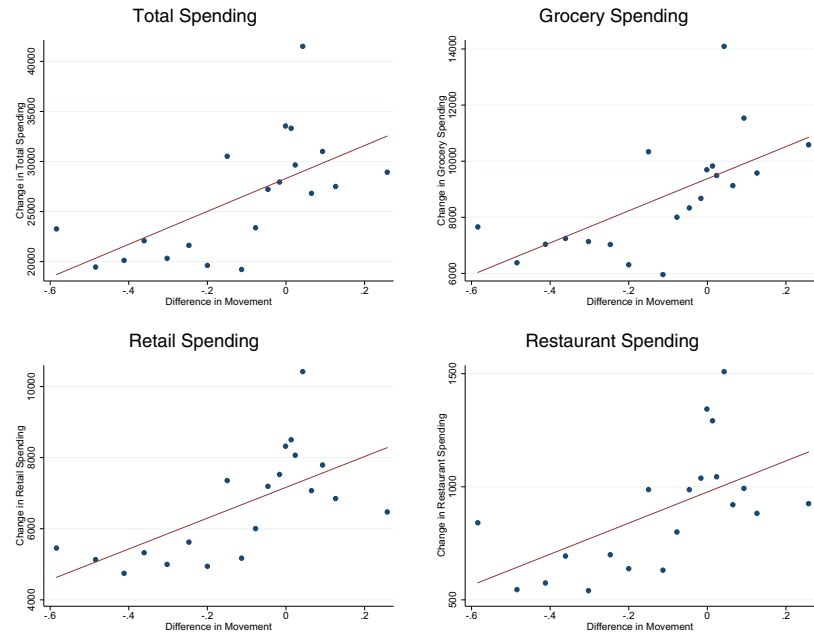 Total Spending
Change in Total Spending
40000
35000
30000
25000
20000
-.6 -.4 -.2 0 .2
Difference in Movement
Grocery Spending
Change in Grocery Spending
14000
12000
10000
8000
6000
-.6 -.4 -.2 0 .2
Difference in Movement
Retail Spending
Change in Retail Spending
10000
8000
6000
4000
-.6 -.4 -.2 0 .2
Difference in Movement
Restaurant Spending
Change in Restaurant Spending
1500
1000
500
-.6 -.4 -.2 0 .2
Difference in Movement